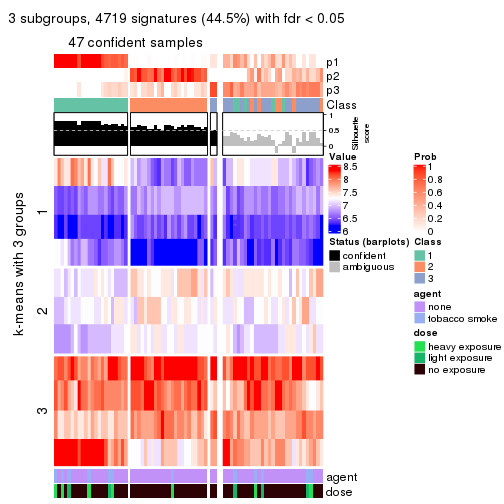 3 subgroups, 4719 signatures (44.5%) with fdr < 0.05
47 confident samples
p1
p2
p3
Class
1
0.5
0
Silhouette
score
k-means with 3 groups
1
2
3
Value
8.5
8
7.5
7
6.5
6
Prob
1
0.8
0.6
0.4
0.2
0
Status (barplots)
confident
ambiguous
Class
1
2
3
agent
none
tobacco smoke
dose
heavy exposure
light exposure
no exposure
agent
dose